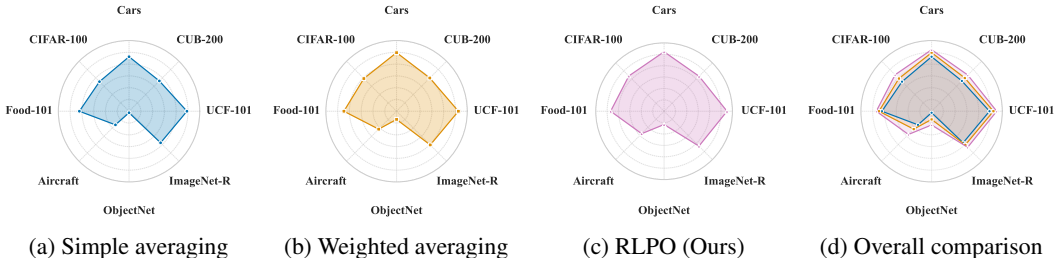 Cars
CIFAR-100 CUB-200
Food-101 UCF-101
Aircraft ImageNet-R
ObjectNet
(a) Simple averaging
Cars
CIFAR-100 CUB-200
Food-101 UCF-101
Aircraft ImageNet-R
ObjectNet
(b) Weighted averaging
Cars
CIFAR-100 CUB-200
Food-101 UCF-101
Aircraft ImageNet-R
ObjectNet
(c) RLPO (Ours)
Cars
CIFAR-100 CUB-200
Food-101 UCF-101
Aircraft ImageNet-R
ObjectNet
(d) Overall comparison